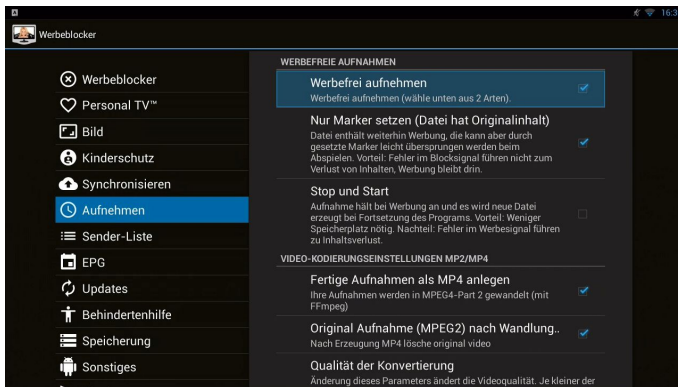 16:3
Werbeblocker
Werbeblocker
Personal TV™
Bild
Kinderschutz
Synchronisieren
Aufnehmen
Sender-Liste
EPG
Updates
Behindertenhilfe
Speicherung
Sonstiges
WERBEFREIE AUFNAHMEN
Werbefrei aufnehmen
Werbefrei aufnehmen (wähle unten aus 2 Arten).
Nur Marker setzen (Datei hat Originalinhalt)
Datei enthält weiterhin Werbung, die kann aber durch
gesetzte Marker leicht übersprungen werden beim
Abspielen. Vorteil: Fehler im Blocksignal führen nicht zum
Verlust von Inhalten, Werbung bleibt drin.
Stop und Start
Aufnahme hält bei Werbung an und es wird neue Datei
erzeugt bei Fortsetzung des Programs. Vorteil: Weniger
Speicherplatz nötig. Nachteil: Fehler im Werbesignal führen
zu Inhaltsverlust.
VIDEO-KODIERUNGSEINSTELLUNGEN MP2/MP4
Fertige Aufnahmen als MP4 anlegen
Ihre Aufnahmen werden in MPEG4-Part 2 gewandelt (mit
FFmpeg)
Original Aufnahme (MPEG2) nach Wandlung..
Nach Erzeugung MP4 lösche original video
Qualität der Konvertierung
Änderung dieses Parameters ändert die Videoqualität. Je kleiner der